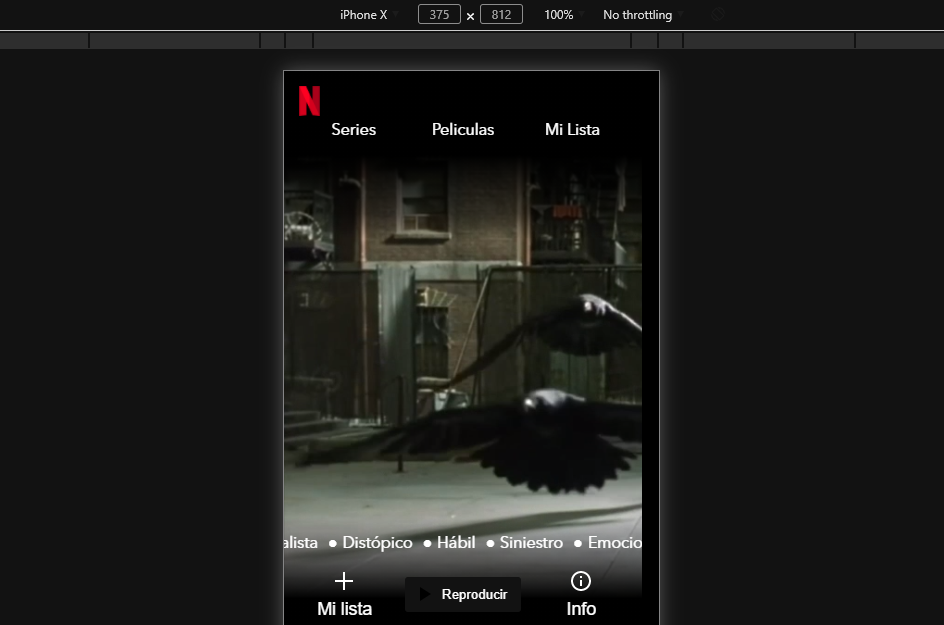 iPhone X 375 x 812 100% No throttling
N
Series Peliculas Mi Lista
alista ● Distópico ● Hábil ● Siniestro ● Emocio
Mi lista Reproducir Info